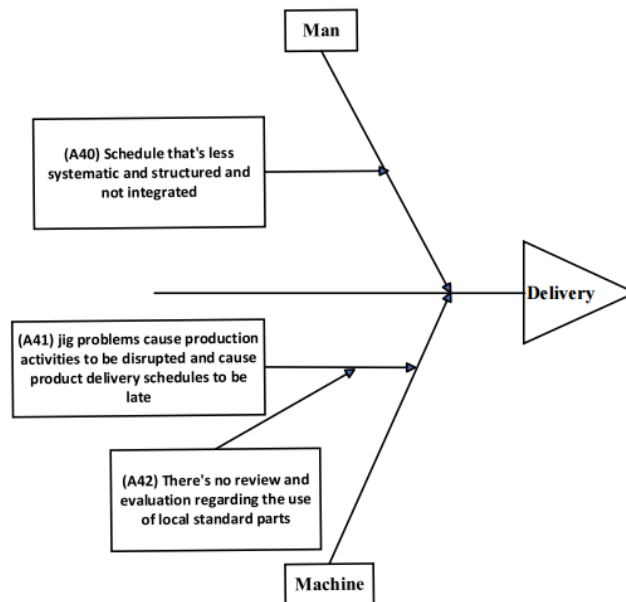 Man
(A40) Schedule that's less
systematic and structured and
not integrated
Delivery
(A41) jig problems cause production
activities to be disrupted and cause
product delivery schedules to be
late
(A42) There's no review and
evaluation regarding the use
of local standard parts
Machine